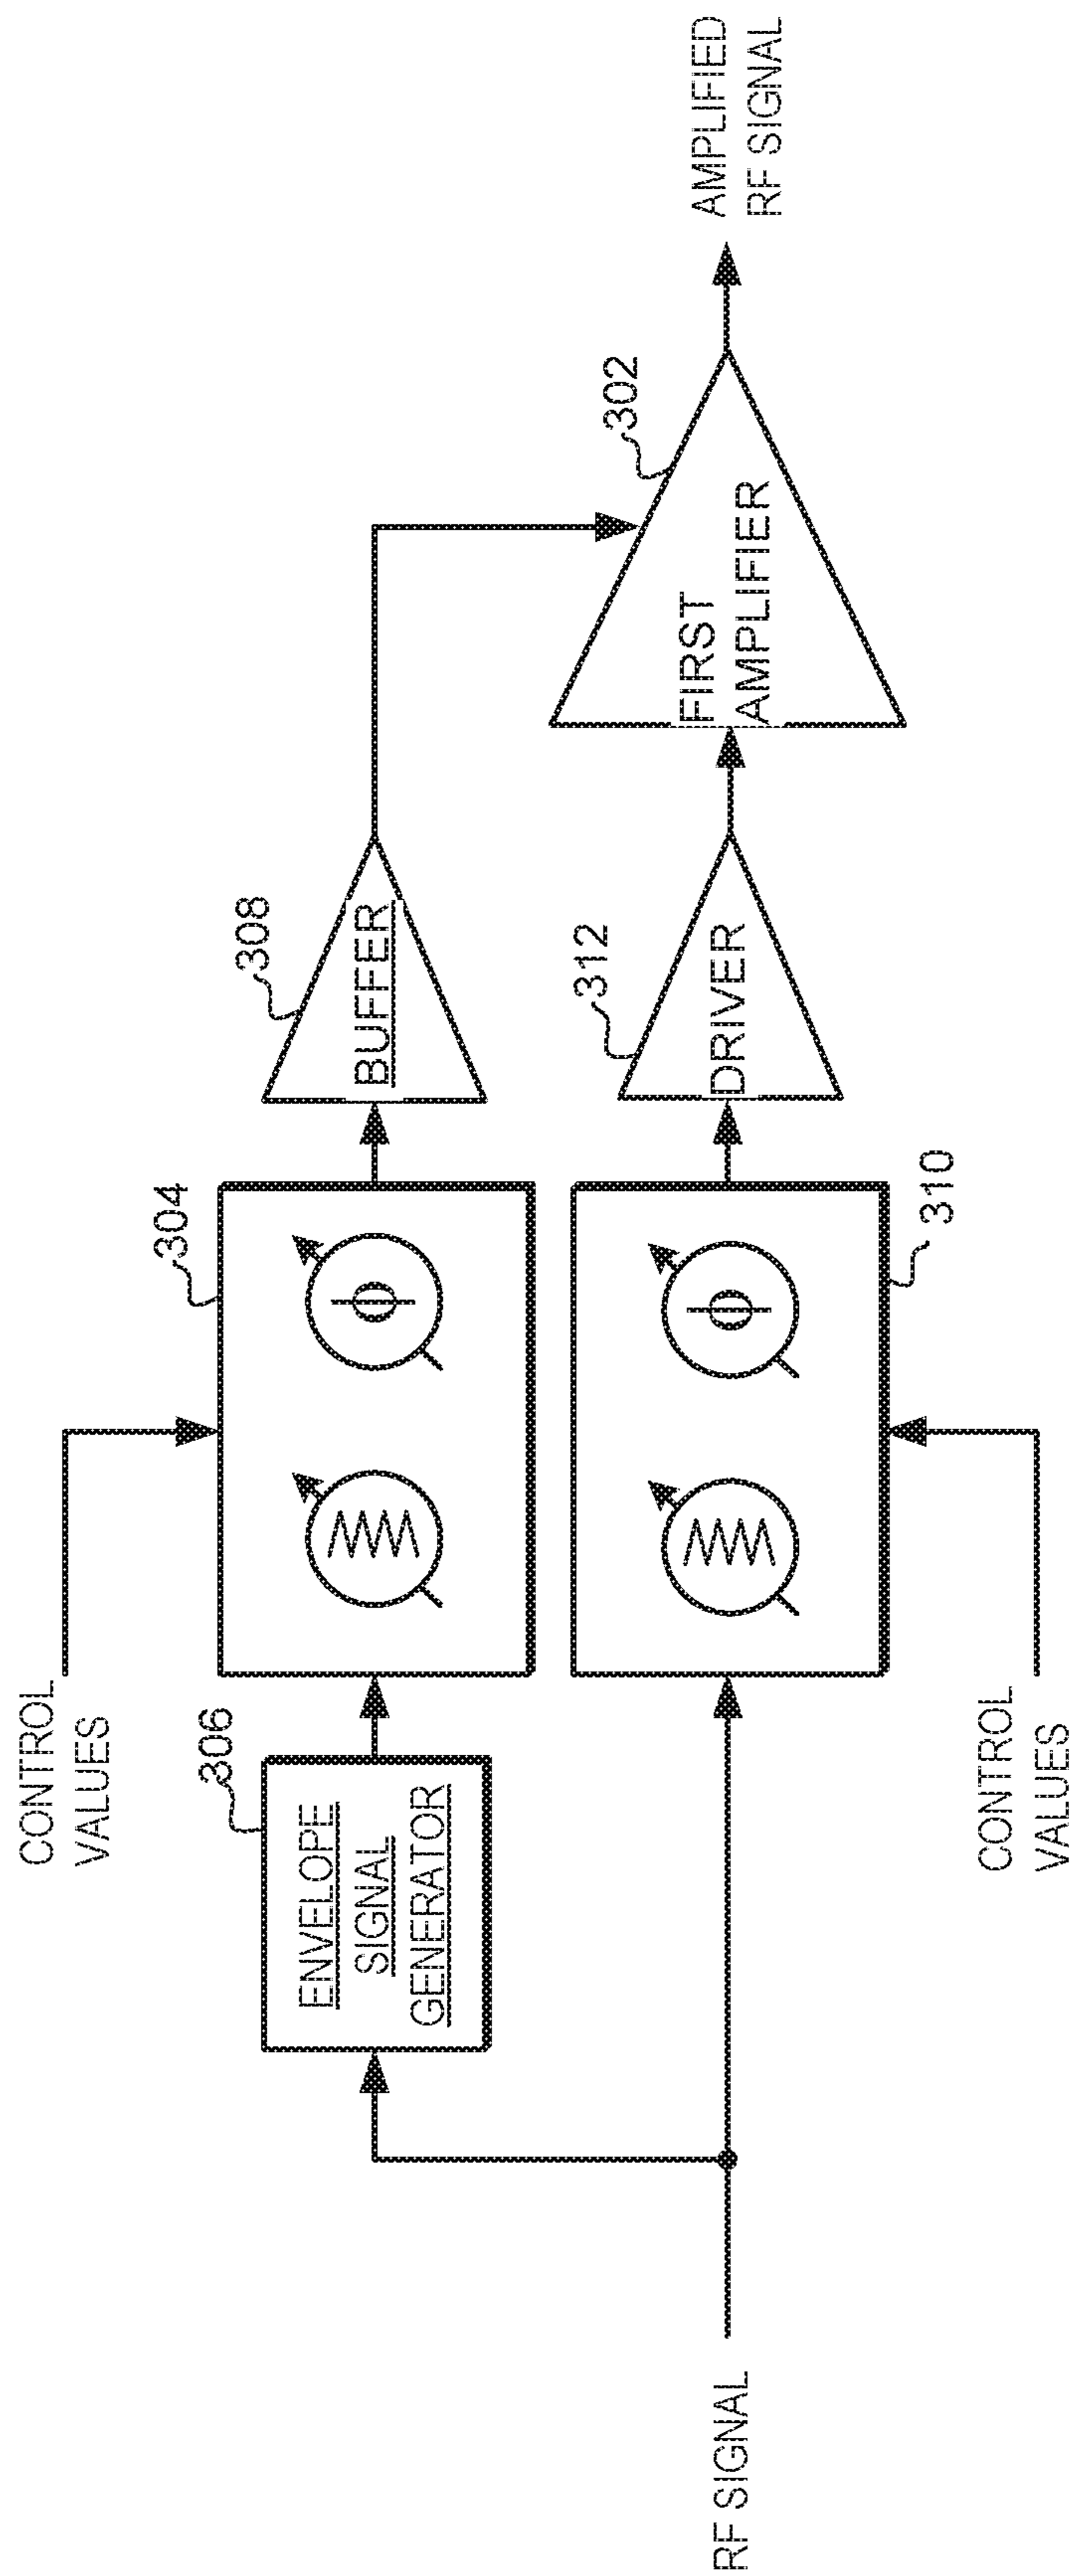 CONTROL
VALUES
304
308
306
ENVELOPE
SIGNAL
GENERATOR
BUFFER
302
AMPLIFIED
RF SIGNAL
312
RF SIGNAL
DRIVER
FIRST
AMPLIFIER
310
CONTROL
VALUES